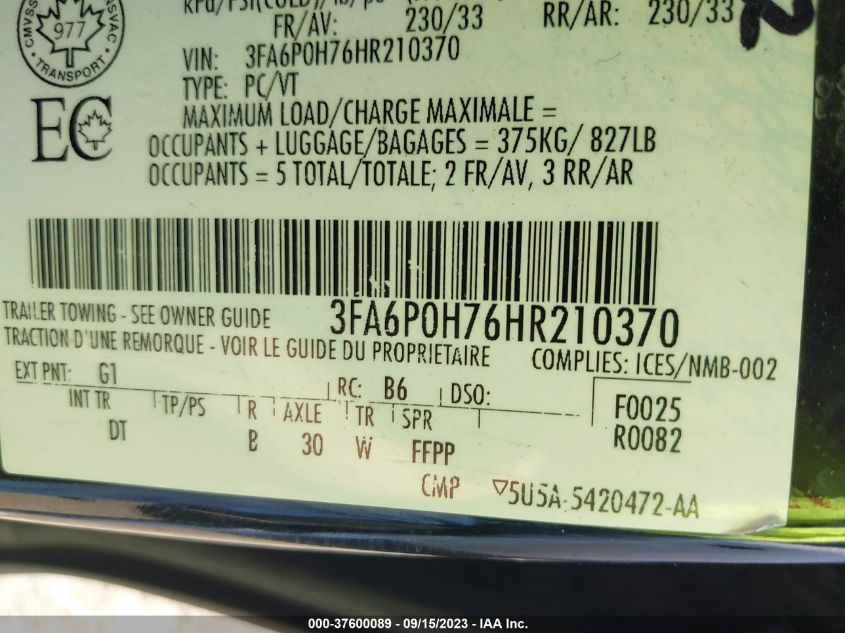 230/33 230/33
FR/AV: RR/AR:
CMVSS NSVAC
977
TRANSPORT
VIN: 3FA6P0H76HR210370
TYPE: PC/VT
EC
MAXIMUM LOAD/CHARGE MAXIMALE =
OCCUPANTS + LUGGAGE/BAGAGES = 375KG/ 827LB
OCCUPANTS = 5 TOTAL/TOTALE; 2 FR/AV, 3 RR/AR
TRAILER TOWING - SEE OWNER GUIDE 3FA6P0H76HR210370
TRACTION D'UNE REMORQUE - VOIR LE GUIDE DU PROPRIETAIRE COMPLIES: ICES/NMB-002
EXT PNT: G1 RC: B6 DSO: F0025
INT TR TP/PS R AXLE TR SPR R0082
DT B 30 W FFPP
CMP 5U5A-5420472-AA
000-37600089 - 09/15/2023 - IAA Inc.